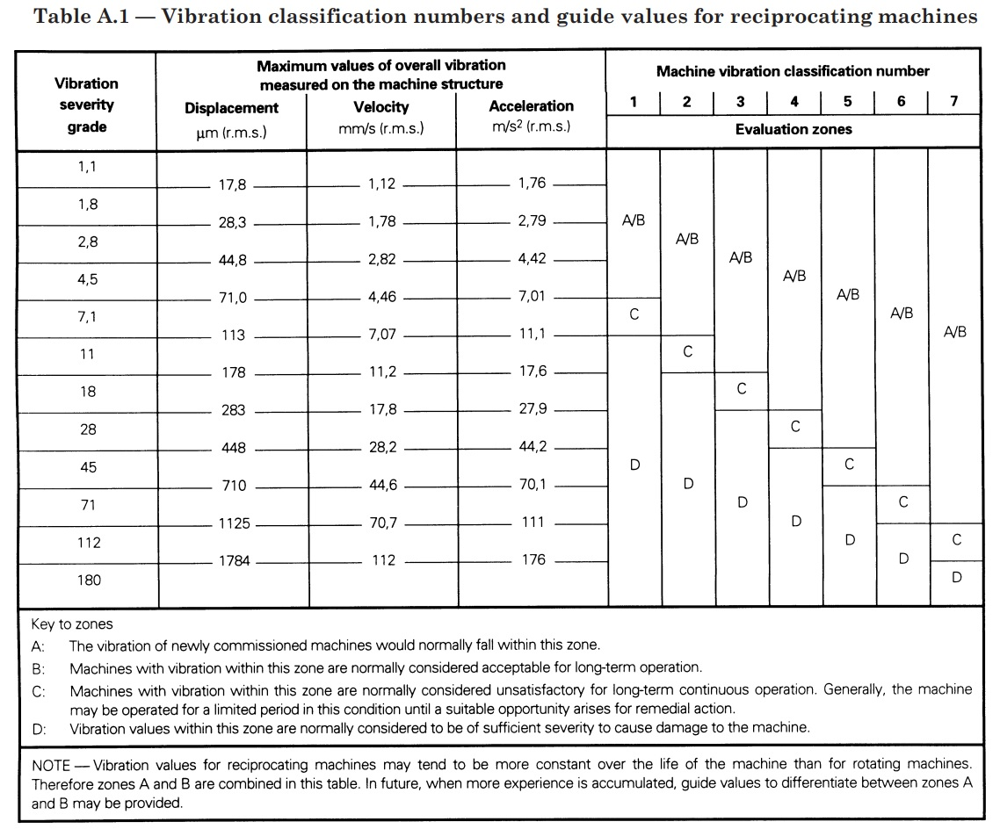 Table A.1 — Vibration classification numbers and guide values for reciprocating machines
Vibration severity grade
Maximum values of overall vibration
measured on the machine structure
Machine vibration classification number
Displacement Velocity Acceleration
μm (r.m.s.) mm/s (r.m.s.) m/s² (r.m.s.)
1 2 3 4 5 6 7
Evaluation zones
1,1
17,8 1,12 1,76
1,8
28,3 1,78 2,79 A/B
2,8 A/B
44,8 2,82 4,42 A/B
4,5 A/B
71,0 4,46 7,01 A/B
7,1 C A/B
113 7,07 11,1 A/B
11 C
178 11,2 17,6
18 C
283 17,8 27,9
28 C
448 28,2 44,2
45 D C
710 44,6 70,1 D
71 D C
1125 70,7 111 D
112 D C
1784 112 176 D
180 D
Key to zones
A: The vibration of newly commissioned machines would normally fall within this zone.
B: Machines with vibration within this zone are normally considered acceptable for long-term operation.
C: Machines with vibration within this zone are normally considered unsatisfactory for long-term continuous operation. Generally, the machine
may be operated for a limited period in this condition until a suitable opportunity arises for remedial action.
D: Vibration values within this zone are normally considered to be of sufficient severity to cause damage to the machine.
NOTE — Vibration values for reciprocating machines may tend to be more constant over the life of the machine than for rotating machines.
Therefore zones A and B are combined in this table. In future, when more experience is accumulated, guide values to differentiate between zones A
and B may be provided.